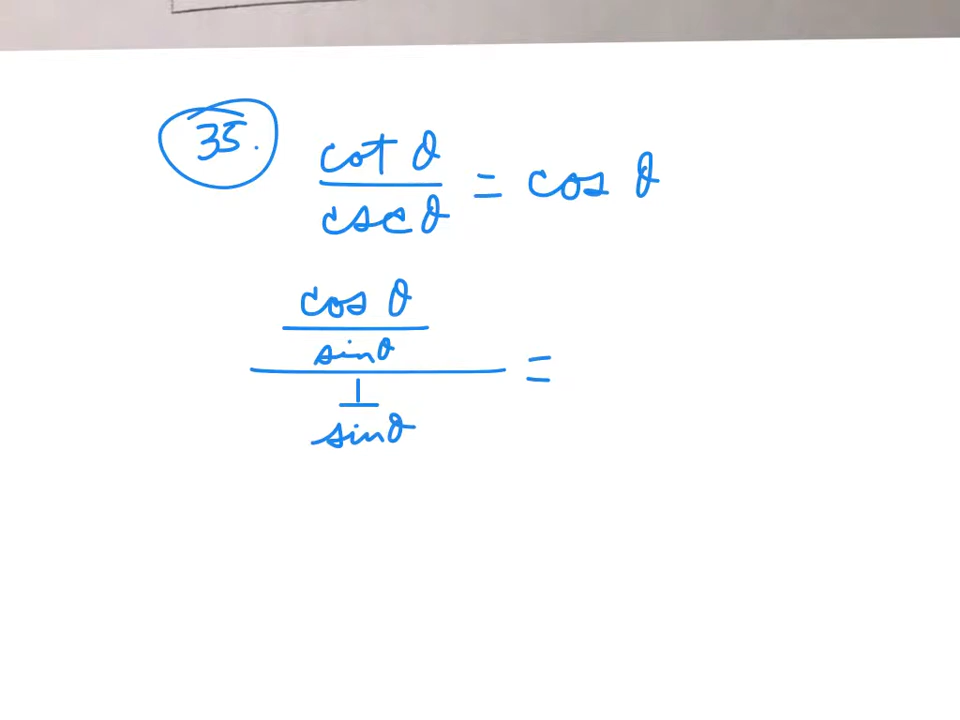 35. cot θ / csc θ = cos θ
cos θ / sin θ / 1 / sin θ =